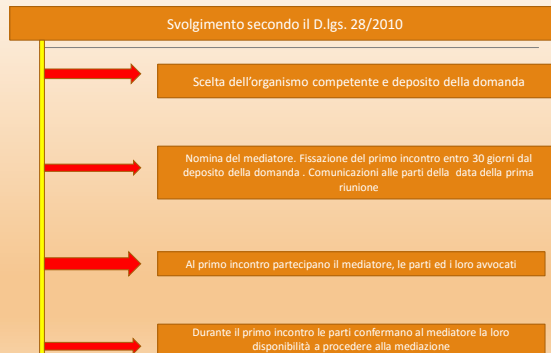 Svolgimento secondo il D.lgs. 28/2010
Scelta dell'organismo competente e deposito della domanda
Nomina del mediatore. Fissazione del primo incontro entro 30 giorni dal
deposito della domanda . Comunicazioni alle parti della data della prima
riunione
Al primo incontro partecipano il mediatore, le parti ed i loro avvocati
Durante il primo incontro le parti confermano al mediatore la loro
disponibilità a procedere alla mediazione